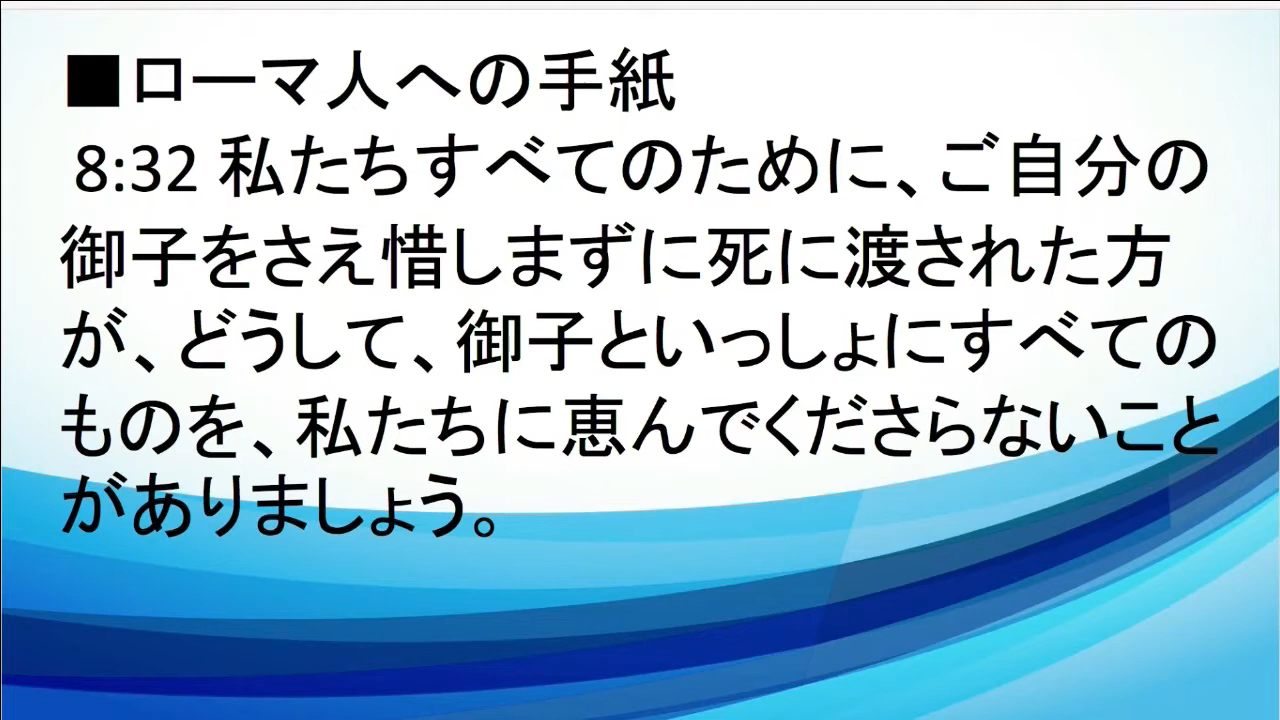 ■ローマ人への手紙
8:32 私たちすべてのために、ご自分の
御子をさえ惜しまずに死に渡された方
が、どうして、御子といっしょにすべての
ものを、私たちに恵んでくださらないこと
がありましょう。